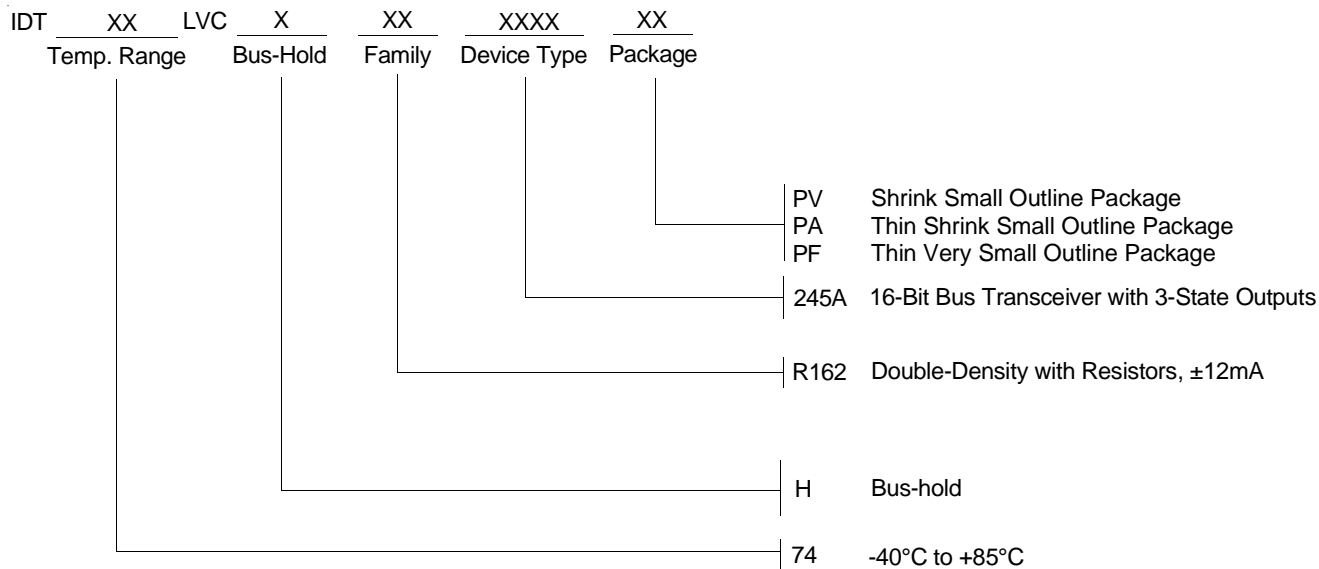 IDT XX LVC X XX XXXX XX
Temp. Range Bus-Hold Family Device Type Package
PV Shrink Small Outline Package
PA Thin Shrink Small Outline Package
PF Thin Very Small Outline Package
245A 16-Bit Bus Transceiver with 3-State Outputs
R162 Double-Density with Resistors, ±12mA
H Bus-hold
74 -40°C to +85°C